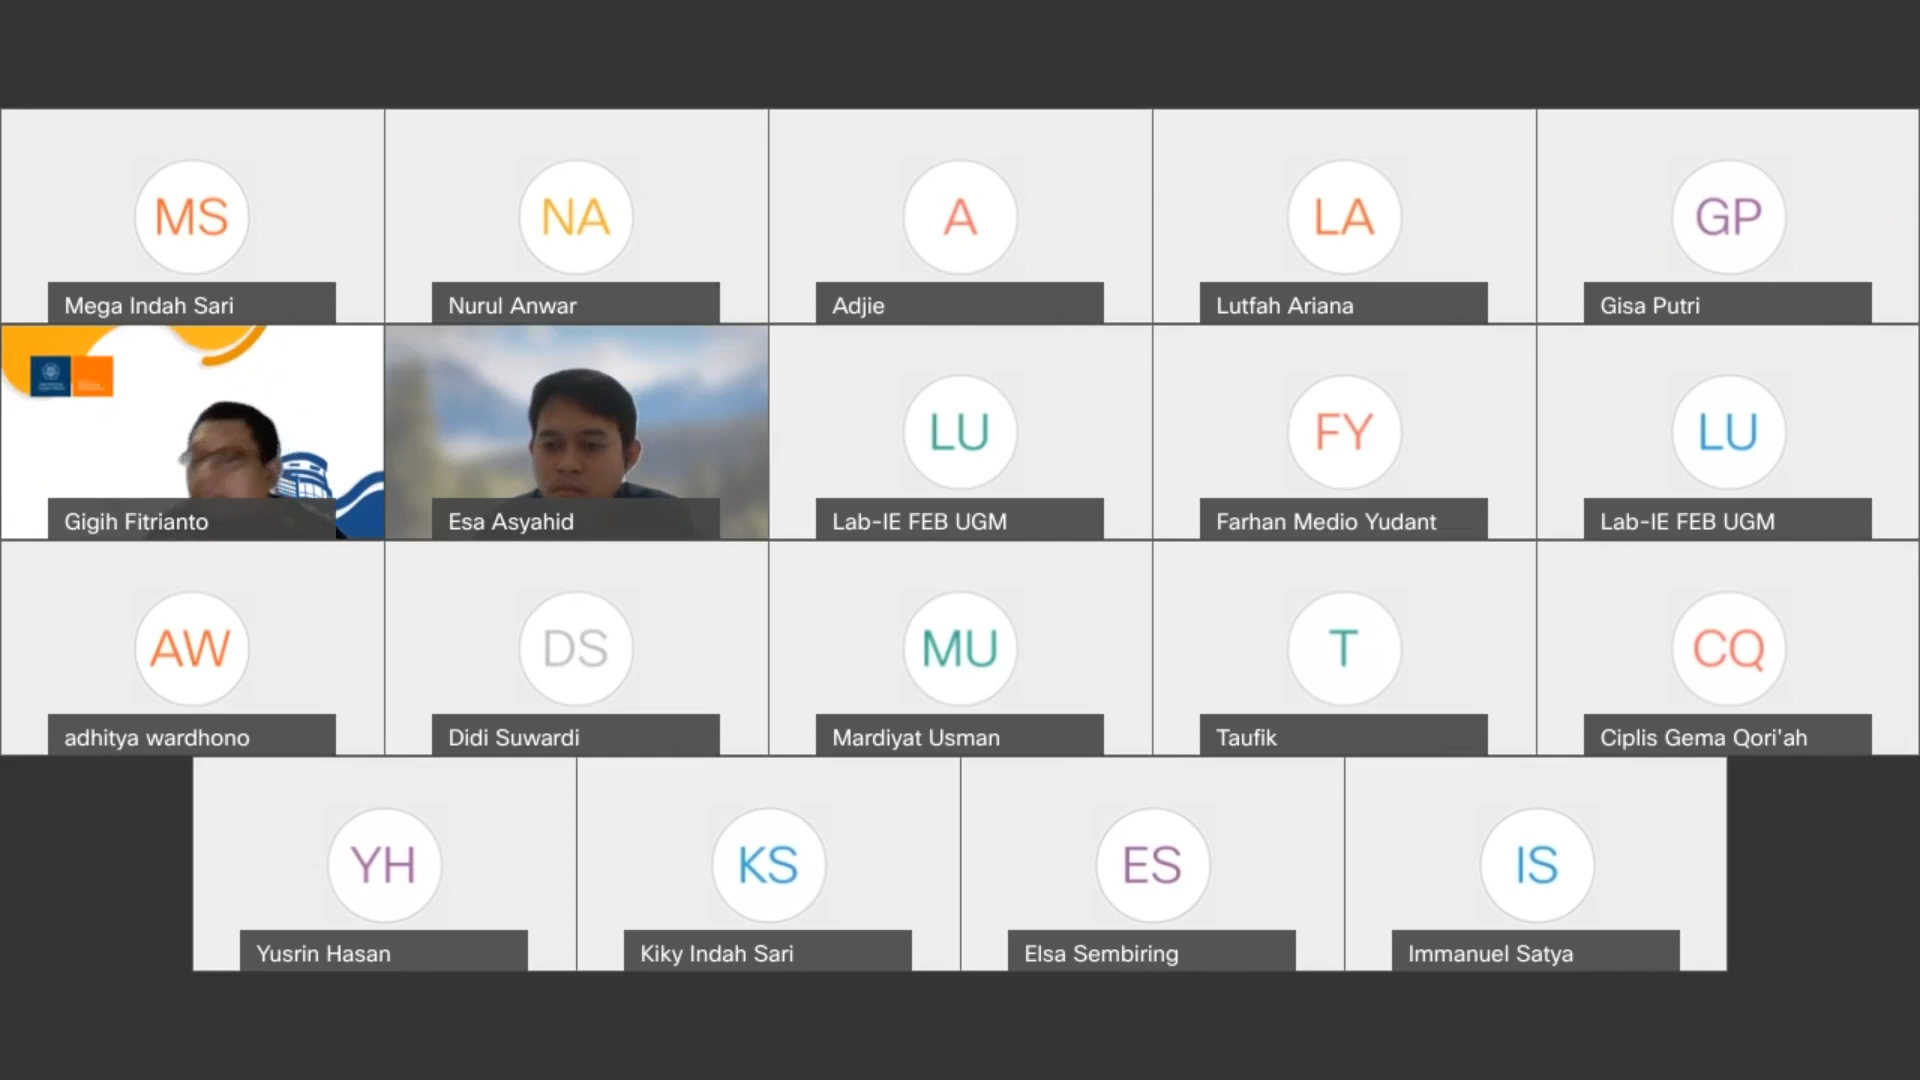 MS
Mega Indah Sari
NA
Nurul Anwar
A
Adjie
LA
Lutfah Ariana
GP
Gisa Putri
Gigih Fitrianto
Esa Asyahid
LU
Lab-IE FEB UGM
FY
Farhan Medio Yudant
LU
Lab-IE FEB UGM
AW
adhitya wardhono
DS
Didi Suwardi
MU
Mardiyat Usman
T
Taufik
CQ
Ciplis Gema Qori'ah
YH
Yusrin Hasan
KS
Kiky Indah Sari
ES
Elsa Sembiring
IS
Immanuel Satya